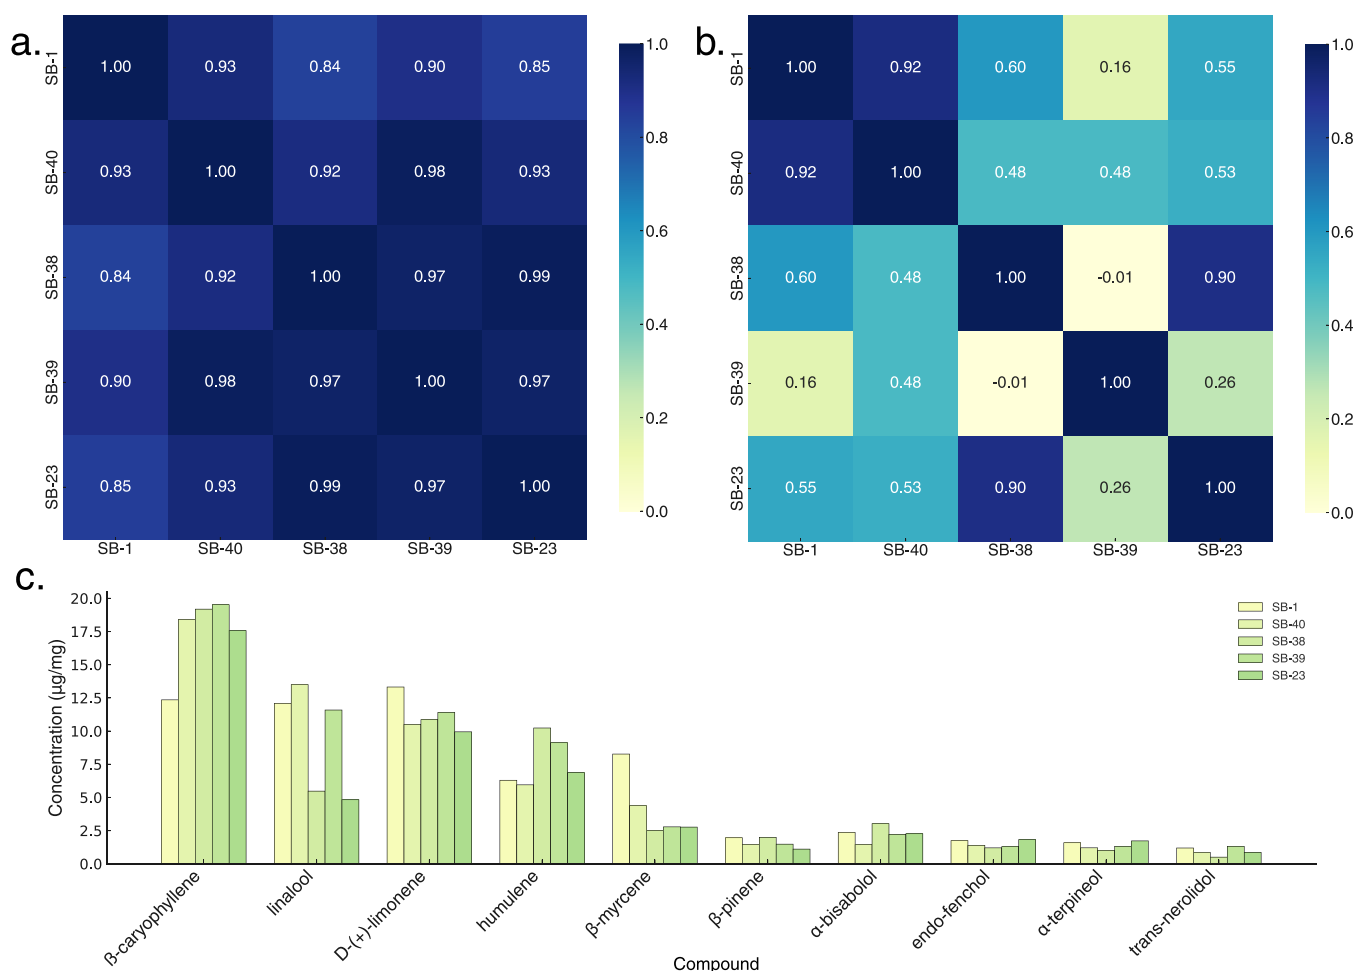 a.
SB-1
1.00 0.93 0.84 0.90 0.85
SB-40
0.93 1.00 0.92 0.98 0.93
SB-38
0.84 0.92 1.00 0.97 0.99
SB-39
0.90 0.98 0.97 1.00 0.97
SB-23
0.85 0.93 0.99 0.97 1.00
SB-1 SB-40 SB-38 SB-39 SB-23
1.0
0.8
0.6
0.4
0.2
0.0
b.
SB-1
1.00 0.92 0.60 0.16 0.55
SB-40
0.92 1.00 0.48 0.48 0.53
SB-38
0.60 0.48 1.00 -0.01 0.90
SB-39
0.16 0.48 -0.01 1.00 0.26
SB-23
0.55 0.53 0.90 0.26 1.00
SB-1 SB-40 SB-38 SB-39 SB-23
1.0
0.8
0.6
0.4
0.2
0.0
c.
Concentration (µg/mg)
20.0
17.5
15.0
12.5
10.0
7.5
5.0
2.5
0.0
SB-1
SB-40
SB-38
SB-39
SB-23
β-caryophyllene
linalool
D-(+)-limonene
humulene
β-myrcene
β-pinene
α-bisabolol
endo-fenchol
α-terpineol
trans-nerolidol
Compound